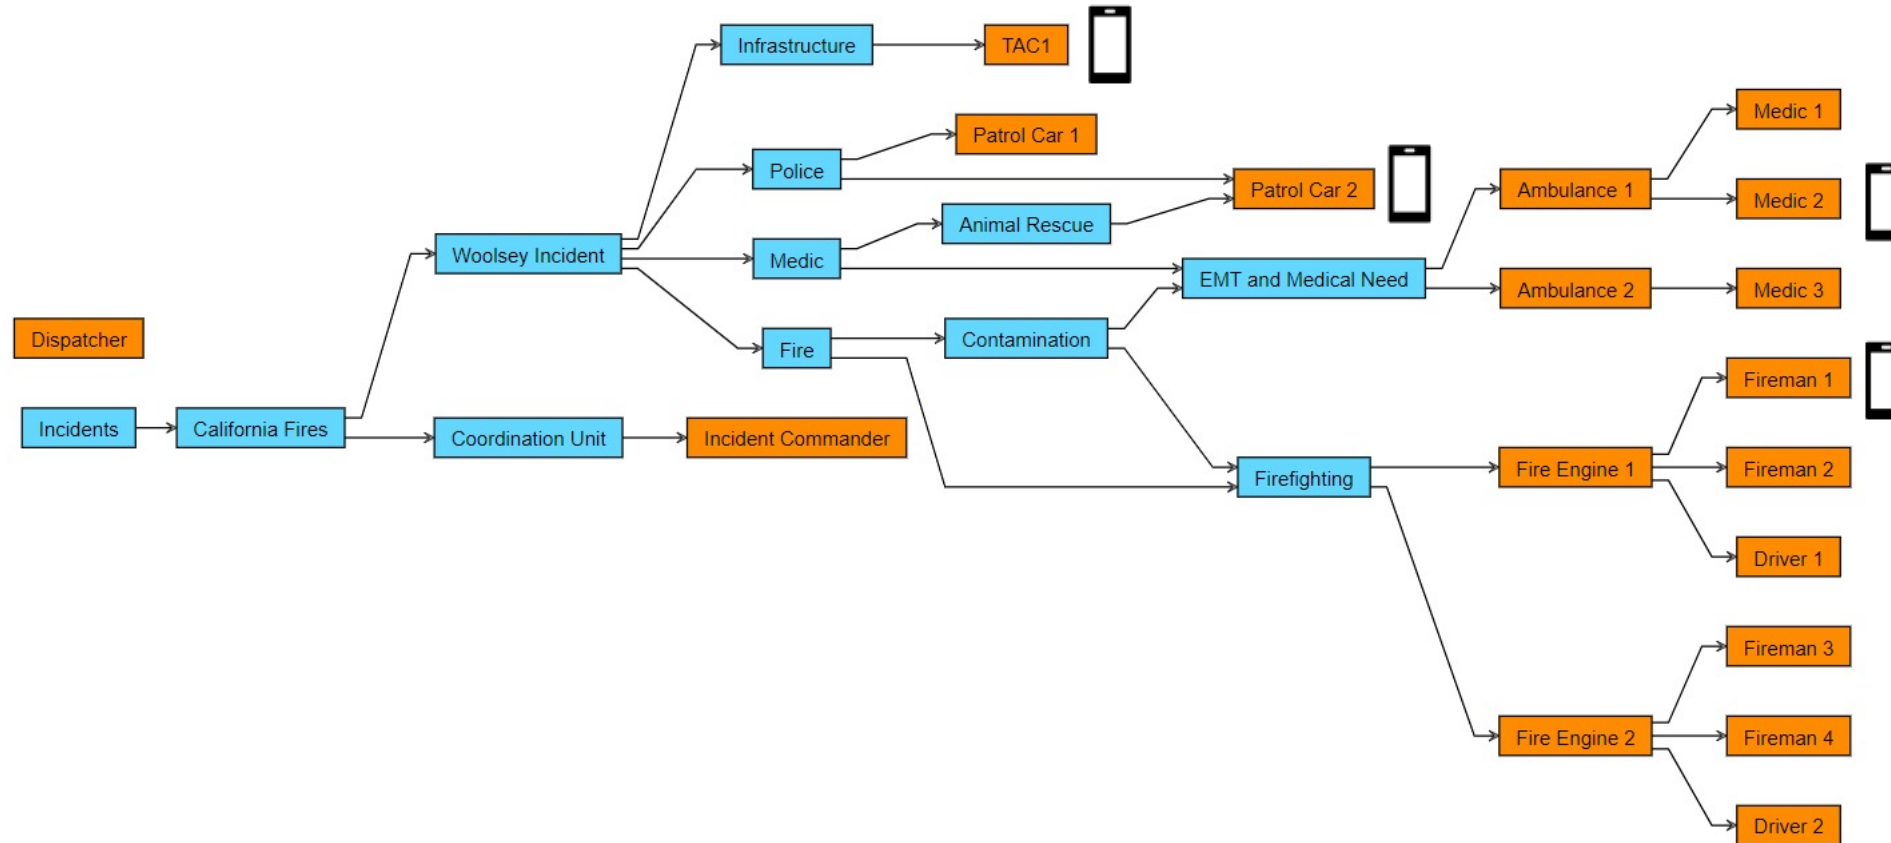 Infrastructure
TAC1
Patrol Car 1
Medic 1
Police
Patrol Car 2
Ambulance 1
Medic 2
Animal Rescue
Woolsey Incident
Medic
EMT and Medical Need
Ambulance 2
Medic 3
Dispatcher
Fire
Contamination
Fireman 1
Incidents
California Fires
Coordination Unit
Incident Commander
Firefighting
Fire Engine 1
Fireman 2
Driver 1
Fireman 3
Fire Engine 2
Fireman 4
Driver 2